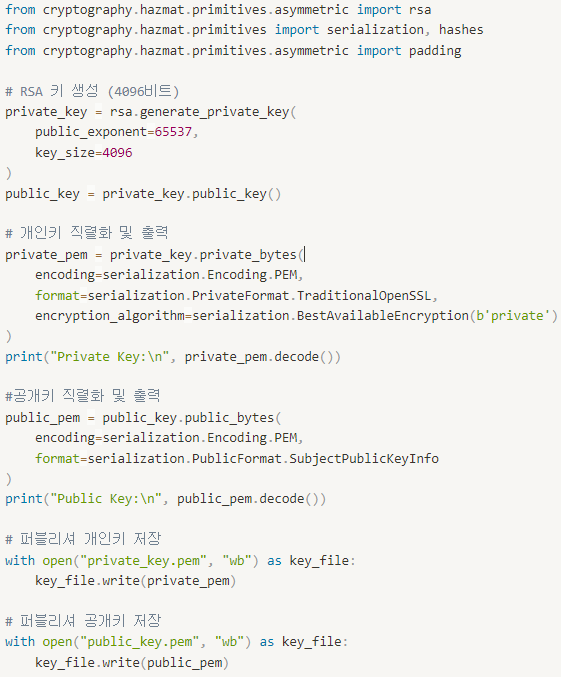 from cryptography.hazmat.primitives.asymmetric import rsa
from cryptography.hazmat.primitives import serialization, hashes
from cryptography.hazmat.primitives.asymmetric import padding

# RSA 키 생성 (4096비트)
private_key = rsa.generate_private_key(
    public_exponent=65537,
    key_size=4096
)
public_key = private_key.public_key()

# 개인키 직렬화 및 출력
private_pem = private_key.private_bytes(
    encoding=serialization.Encoding.PEM,
    format=serialization.PrivateFormat.TraditionalOpenSSL,
    encryption_algorithm=serialization.BestAvailableEncryption(b'private')
)
print("Private Key:\n", private_pem.decode())

#공개키 직렬화 및 출력
public_pem = public_key.public_bytes(
    encoding=serialization.Encoding.PEM,
    format=serialization.PublicFormat.SubjectPublicKeyInfo
)
print("Public Key:\n", public_pem.decode())

# 퍼블리셔 개인키 저장
with open("private_key.pem", "wb") as key_file:
    key_file.write(private_pem)

# 퍼블리셔 공개키 저장
with open("public_key.pem", "wb") as key_file:
    key_file.write(public_pem)